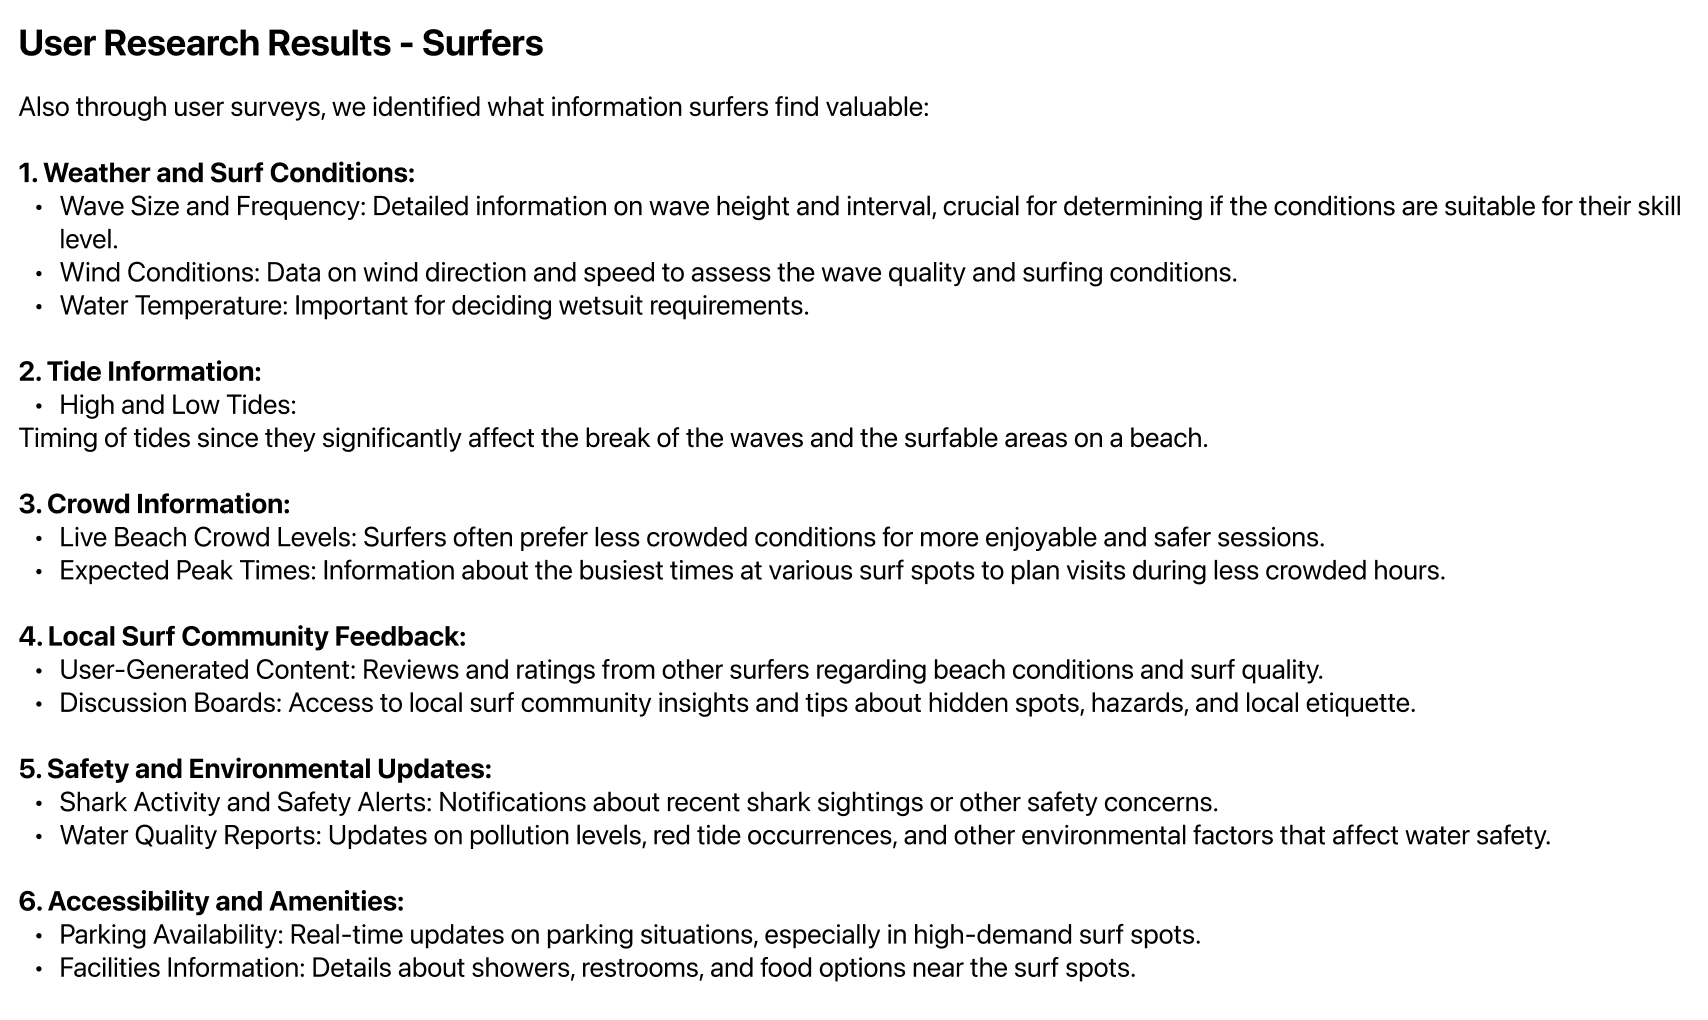 User Research Results - Surfers
Also through user surveys, we identified what information surfers find valuable:
1. Weather and Surf Conditions:
• Wave Size and Frequency: Detailed information on wave height and interval, crucial for determining if the conditions are suitable for their skill
level.
• Wind Conditions: Data on wind direction and speed to assess the wave quality and surfing conditions.
• Water Temperature: Important for deciding wetsuit requirements.
2. Tide Information:
• High and Low Tides:
Timing of tides since they significantly affect the break of the waves and the surfable areas on a beach.
3. Crowd Information:
• Live Beach Crowd Levels: Surfers often prefer less crowded conditions for more enjoyable and safer sessions.
• Expected Peak Times: Information about the busiest times at various surf spots to plan visits during less crowded hours.
4. Local Surf Community Feedback:
• User-Generated Content: Reviews and ratings from other surfers regarding beach conditions and surf quality.
• Discussion Boards: Access to local surf community insights and tips about hidden spots, hazards, and local etiquette.
5. Safety and Environmental Updates:
• Shark Activity and Safety Alerts: Notifications about recent shark sightings or other safety concerns.
• Water Quality Reports: Updates on pollution levels, red tide occurrences, and other environmental factors that affect water safety.
6. Accessibility and Amenities:
• Parking Availability: Real-time updates on parking situations, especially in high-demand surf spots.
• Facilities Information: Details about showers, restrooms, and food options near the surf spots.